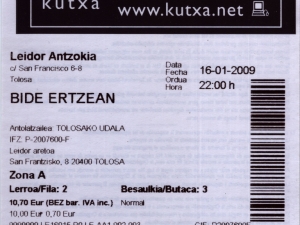 kutxa
www.kutxa.net
Leidor Antzokia
c/ San Francisco 6-8
Tolosa
Data
Fecha 16-01-2009
Ordua
Hora 22:00 h
BIDE ERTZEAN
Antolatzailea TOLOSAKO UDALA
IFZ. P-2007600-F
Leidor aretoa
San Frantzisko, 8 20400 TOLOSA
Zona A
Lerroa/Fila: 2 Besaulkia/Butaca: 3
10,70 Eur (BEZ bar. IVA inc.) Normal
10,00 Eur 0,70 Eur